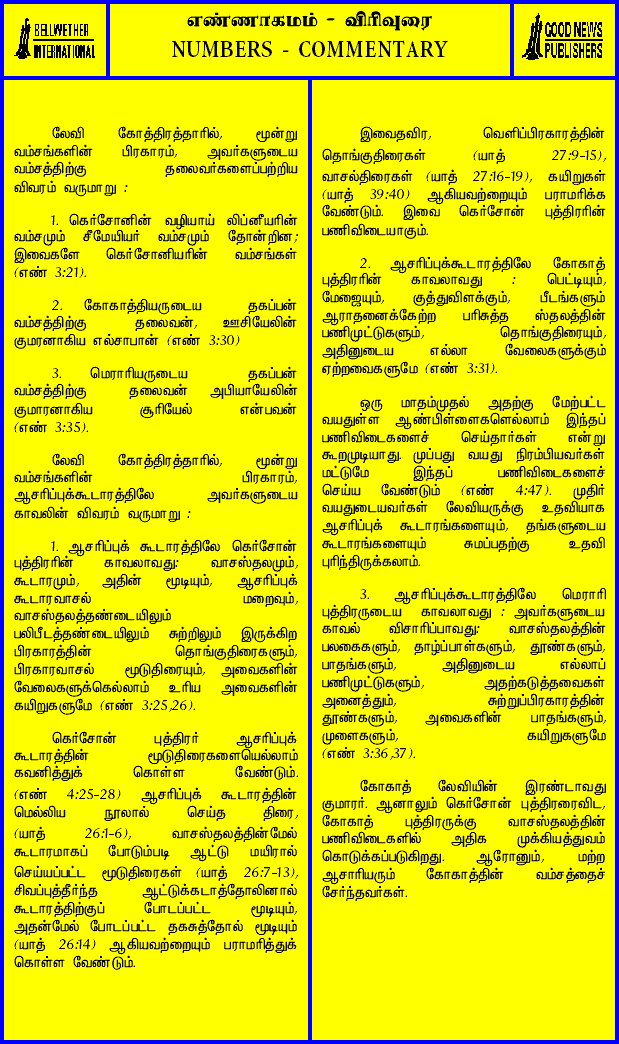 BELLWETHER
INTERNATIONAL
எண்ணாகமம் - விரிவுரை
NUMBERS - COMMENTARY
GOOD NEWS
PUBLISHERS
லேவி கோத்திரத்தாரில், மூன்று
வம்சங்களின் பிரகாரம், அவர்களுடைய
வம்சத்திற்கு தலைவர்களைப்பற்றிய
விவரம் வருமாறு :
1. கெர்சோனின் வழியாய் லிப்னீயரின்
வம்சமும் சீமேயியர் வம்சமும் தோன்றின;
இவைகளே கெர்சோனியரின் வம்சங்கள்
(எண் 3:21).
2. கோகாத்தியருடைய தகப்பன்
வம்சத்திற்கு தலைவன், ஊசியேலின்
குமரனாகிய எல்சாபான் (எண் 3:30)
3. மெராரியருடைய தகப்பன்
வம்சத்திற்கு தலைவன் அபியாயேலின்
குமாரனாகிய சூரியேல் என்பவன்
(எண் 3:35).
லேவி கோத்திரத்தாரில், மூன்று
வம்சங்களின் பிரகாரம்,
ஆசரிப்புக்கூடாரத்திலே அவர்களுடைய
காவலின் விவரம் வருமாறு :
1. ஆசரிப்புக் கூடாரத்திலே கெர்சோன்
புத்திரரின் காவலாவது: வாசஸ்தலமும்,
கூடாரமும், அதின் மூடியும், ஆசரிப்புக்
கூடாரவாசல் மறைவும்,
வாசஸ்தலத்தண்டையிலும்
பலிபீடத்தண்டையிலும் சுற்றிலும் இருக்கிற
பிரகாரத்தின் தொங்குதிரைகளும்,
பிரகாரவாசல் மூடுதிரையும், அவைகளின்
வேலைகளுக்கெல்லாம் உரிய அவைகளின்
கயிறுகளுமே (எண் 3:25,26).
கெர்சோன் புத்திரர் ஆசரிப்புக்
கூடாரத்தின் மூடுதிரைகளையெல்லாம்
கவனித்துக் கொள்ள வேண்டும்.
(எண் 4:25-28) ஆசரிப்புக் கூடாரத்தின்
மெல்லிய நூலால் செய்த திரை,
(யாத் 26:1-6), வாசஸ்தலத்தின்மேல்
கூடாரமாகப் போடும்படி ஆட்டு மயிரால்
செய்யப்பட்ட மூடுதிரைகள் (யாத் 26:7-13),
சிவப்புத்தீர்ந்த ஆட்டுக்கடாத்தோலினால்
கூடாரத்திற்குப் போடப்பட்ட மூடியும்,
அதன்மேல் போடப்பட்ட தகசுத்தோல் மூடியும்
(யாத் 26:14) ஆகியவற்றையும் பராமரித்துக்
கொள்ள வேண்டும்.
இவைதவிர, வெளிப்பிரகாரத்தின்
தொங்குதிரைகள் (யாத் 27:9-15),
வாசல்திரைகள் (யாத் 27:16-19), கயிறுகள்
(யாத் 39:40) ஆகியவற்றையும் பராமரிக்க
வேண்டும். இவை கெர்சோன் புத்திரரின்
பணிவிடையாகும்.
2. ஆசரிப்புக்கூடாரத்திலே கோகாத்
புத்திரரின் காவலாவது : பெட்டியும்,
மேஜையும், குத்துவிளக்கும், பீடங்களும்
ஆராதனைக்கேற்ற பரிசுத்த ஸ்தலத்தின்
பணிமுட்டுகளும், தொங்குதிரையும்,
அதினுடைய எல்லா வேலைகளுக்கும்
ஏற்றவைகளுமே (எண் 3:31).
ஒரு மாதம்முதல் அதற்கு மேற்பட்ட
வயதுள்ள ஆண்பிள்ளைகளெல்லாம் இந்தப்
பணிவிடைகளைச் செய்தார்கள் என்று
கூறமுடியாது. முப்பது வயது நிரம்பியவர்கள்
மட்டுமே இந்தப் பணிவிடைகளைச்
செய்ய வேண்டும் (எண் 4:47). முதிர்
வயதுடையவர்கள் லேவியருக்கு உதவியாக
ஆசரிப்புக் கூடாரங்களையும், தங்களுடைய
கூடாரங்களையும் சுமப்பதற்கு உதவி
புரிந்திருக்கலாம்.
3. ஆசரிப்புக்கூடாரத்திலே மெராரி
புத்திரருடைய காவலாவது : அவர்களுடைய
காவல் விசாரிப்பாவது: வாசஸ்தலத்தின்
பலகைகளும், தாழ்ப்பாள்களும், தூண்களும்,
பாதங்களும், அதினுடைய எல்லாப்
பணிமுட்டுகளும், அதற்கடுத்தவைகள்
அனைத்தும், சுற்றுப்பிரகாரத்தின்
தூண்களும், அவைகளின் பாதங்களும்,
முளைகளும், கயிறுகளுமே
(எண் 3:36,37).
கோகாத் லேவியின் இரண்டாவது
குமாரர். ஆனாலும் கெர்சோன் புத்திரரைவிட,
கோகாத் புத்திரருக்கு வாசஸ்தலத்தின்
பணிவிடைகளில் அதிக முக்கியத்துவம்
கொடுக்கப்படுகிறது. ஆரோனும், மற்ற
ஆசாரியரும் கோகாத்தின் வம்சத்தைச்
சேர்ந்தவர்கள்.